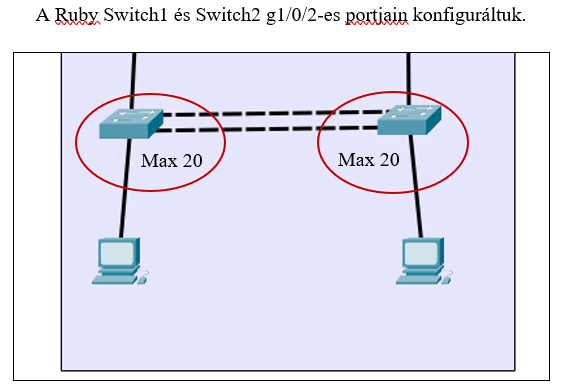 A Ruby Switch1 és Switch2 g1/0/2-es portjain konfiguráltuk.
Max 20
Max 20